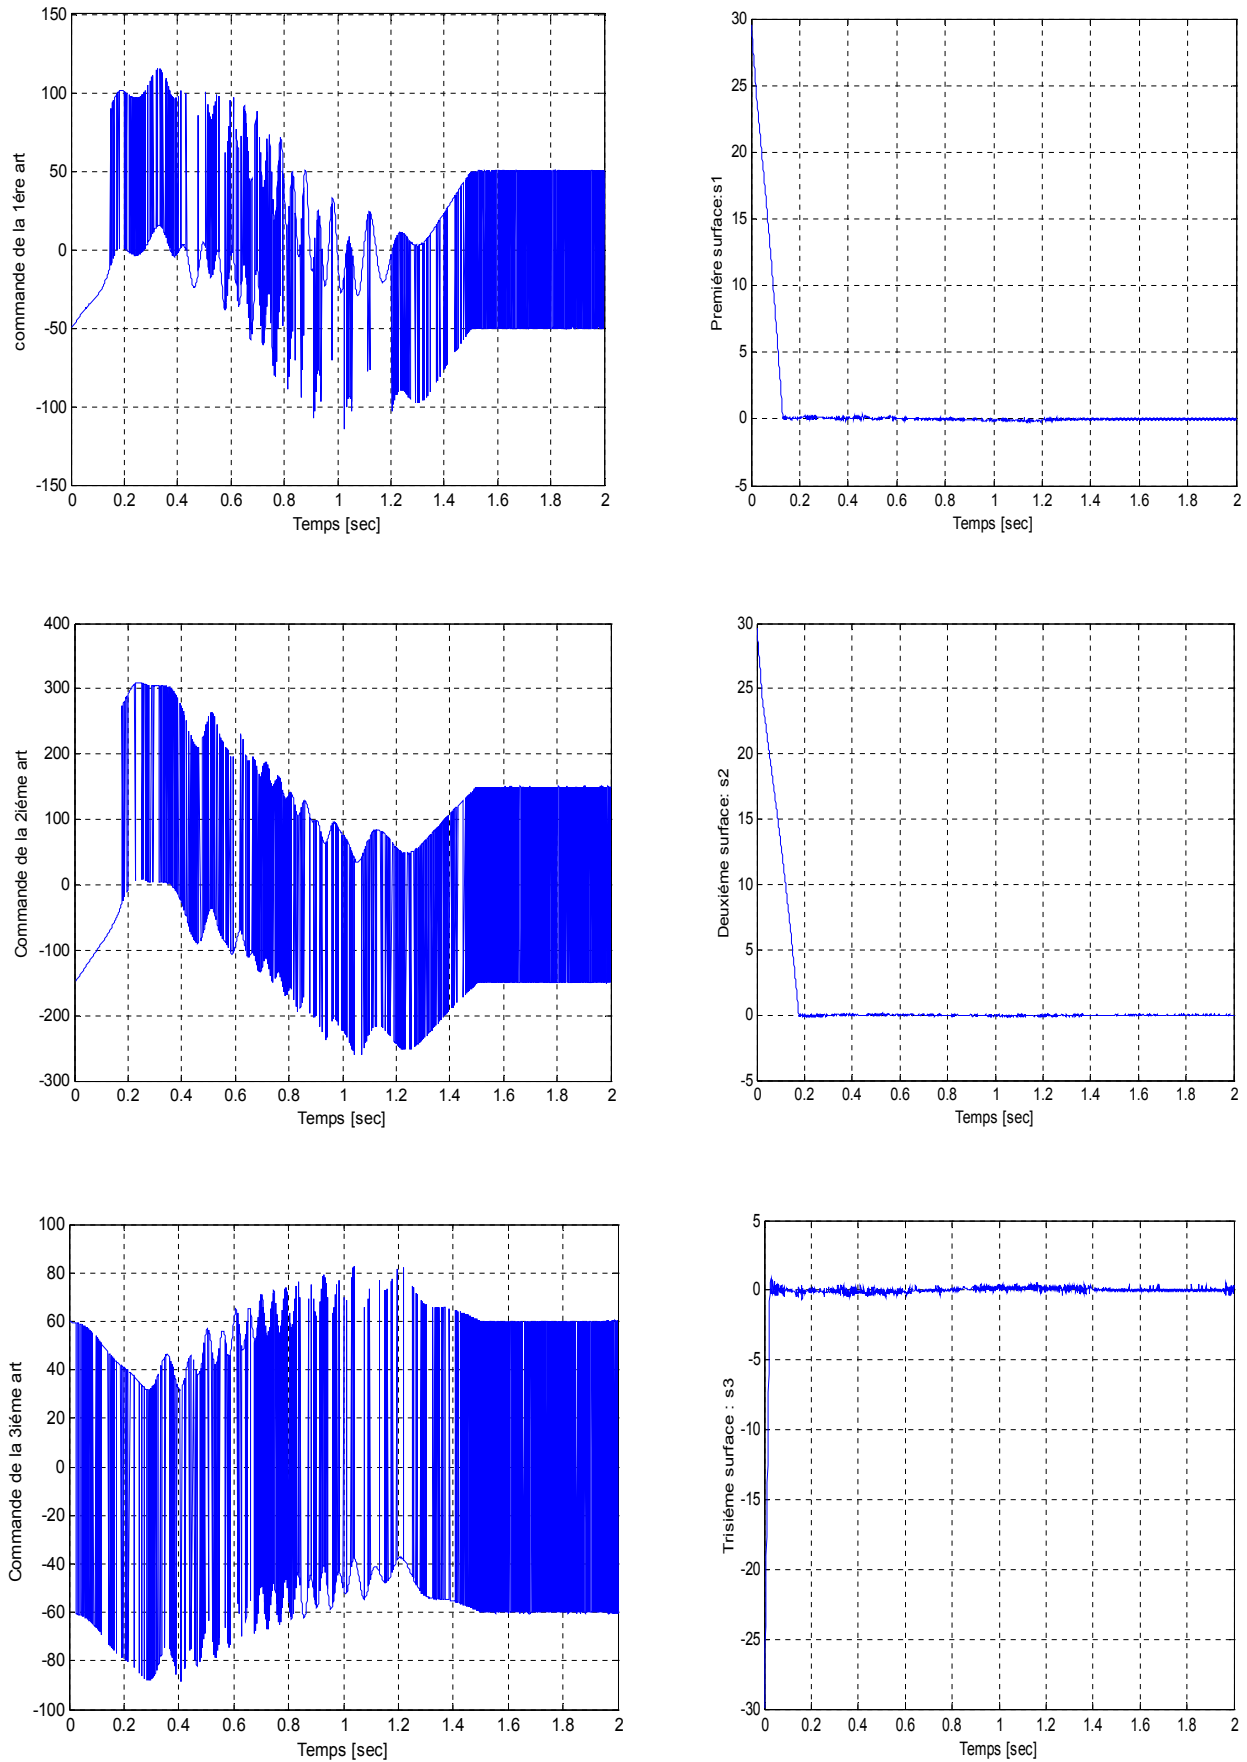 commande de la 1ére art
150
100
50
0
-50
-100
-150
0 0.2 0.4 0.6 0.8 1 1.2 1.4 1.6 1.8 2
Temps [sec]
Premiére surface:s1
30
25
20
15
10
5
0
-5
0 0.2 0.4 0.6 0.8 1 1.2 1.4 1.6 1.8 2
Temps [sec]
Commande de la 2iéme art
400
300
200
100
0
-100
-200
-300
0 0.2 0.4 0.6 0.8 1 1.2 1.4 1.6 1.8 2
Temps [sec]
Deuxiéme surface: s2
30
25
20
15
10
5
0
-5
0 0.2 0.4 0.6 0.8 1 1.2 1.4 1.6 1.8 2
Temps [sec]
Commande de la 3iéme art
100
80
60
40
20
0
-20
-40
-60
-80
-100
0 0.2 0.4 0.6 0.8 1 1.2 1.4 1.6 1.8 2
Temps [sec]
Trisiéme surface : s3
5
0
-5
-10
-15
-20
-25
-30
0 0.2 0.4 0.6 0.8 1 1.2 1.4 1.6 1.8 2
Temps [sec]